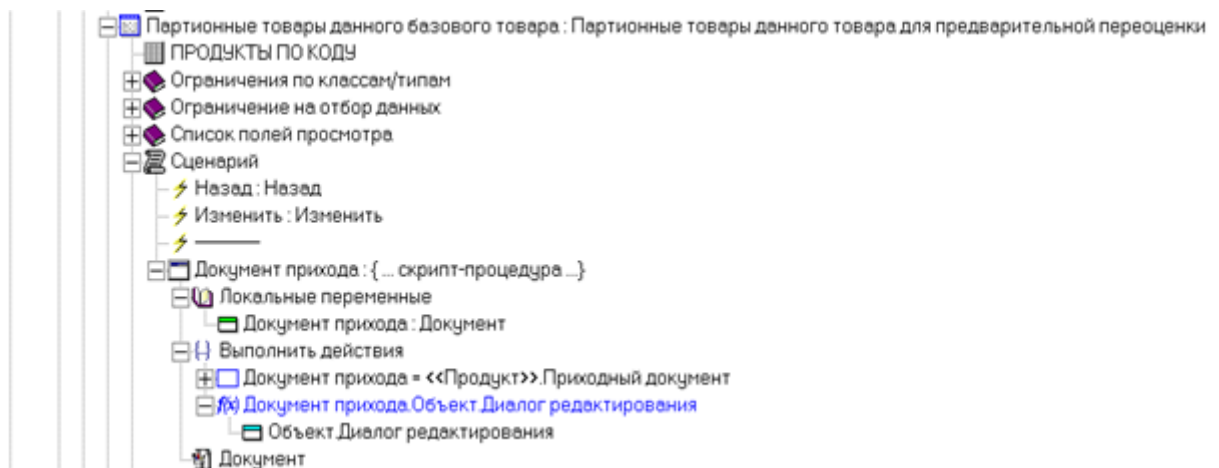 Партионные товары данного базового товара : Партионные товары данного товара для предварительной переоценки
ПРОДУКТЫ ПО КОДУ
Ограничения по классам/типам
Ограничение на отбор данных
Список полей просмотра
Сценарий
Назад : Назад
Изменить : Изменить
Документ прихода : { ... скрипт-процедура ...}
Локальные переменные
Документ прихода : Документ
Выполнить действия
Документ прихода = <<Продукт>>.Приходный документ
f(x) Документ прихода.Объект.Диалог редактирования
Объект.Диалог редактирования
Документ